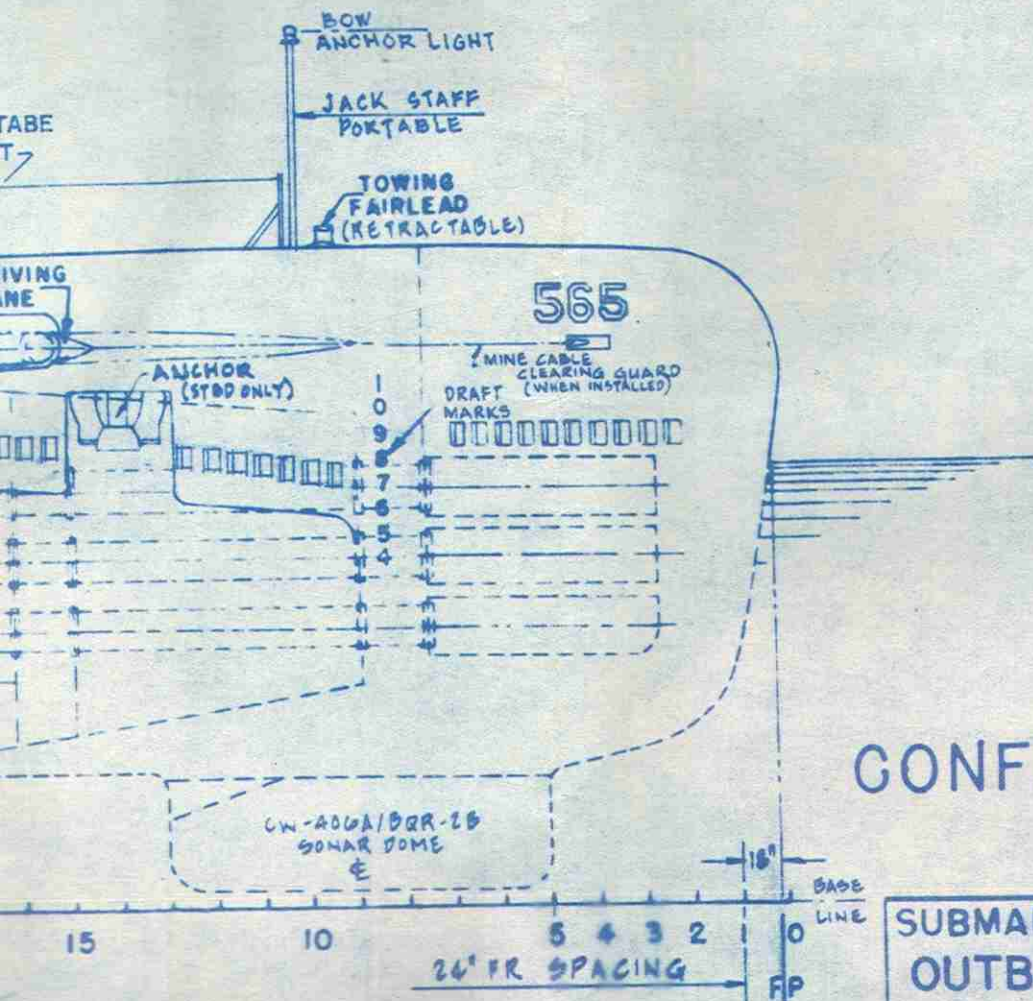 BOW
ANCHOR LIGHT
JACK STAFF
PORTABLE
TABE
T
TOWING
FAIRLEAD
(RETRACTABLE)
IVING
ANE
565
MINE CABLE
CLEARING GUARD
(WHEN INSTALLED)
ANCHOR
(STBD ONLY)
DRAFT
MARKS
10
9
8
7
6
5
4
CONF
SONAR DOME
18"
BASE
LINE
15 10 5 4 3 2 1 0
FR SPACING
FP
SUBMA
OUTB